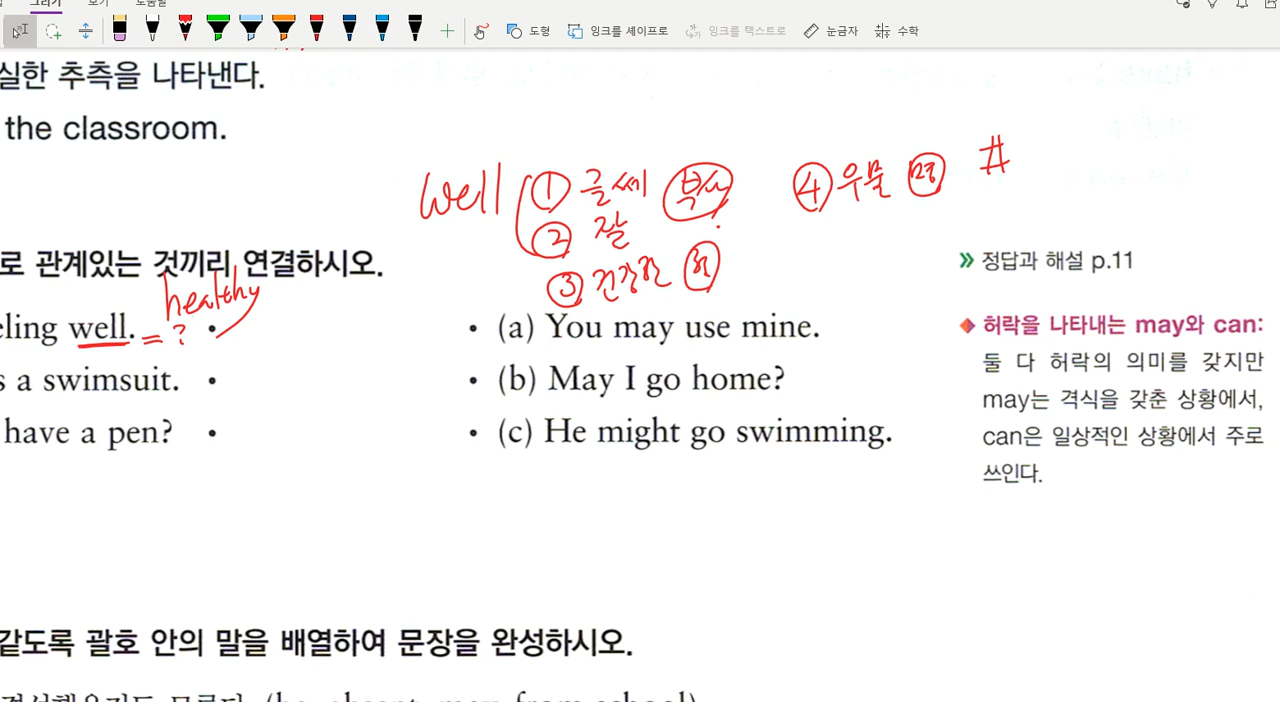 그리기 보기 도움말
도형 잉크를 셰이프로 잉크를 텍스트로 눈금자 수학
실한 추측을 나타낸다.
the classroom.
well ① 글쎄 부사 ④ 우물 명 #
② 잘
③ 건강한 형
로 관계있는 것끼리 연결하시오.
정답과 해설 p.11
healthy
eling well. = ? • • (a) You may use mine.
s a swimsuit. • • (b) May I go home?
have a pen? • • (c) He might go swimming.
허락을 나타내는 may와 can:
둘 다 허락의 의미를 갖지만
may는 격식을 갖춘 상황에서,
can은 일상적인 상황에서 주로
쓰인다.
같도록 괄호 안의 말을 배열하여 문장을 완성하시오.
(be, absent, may, from school)